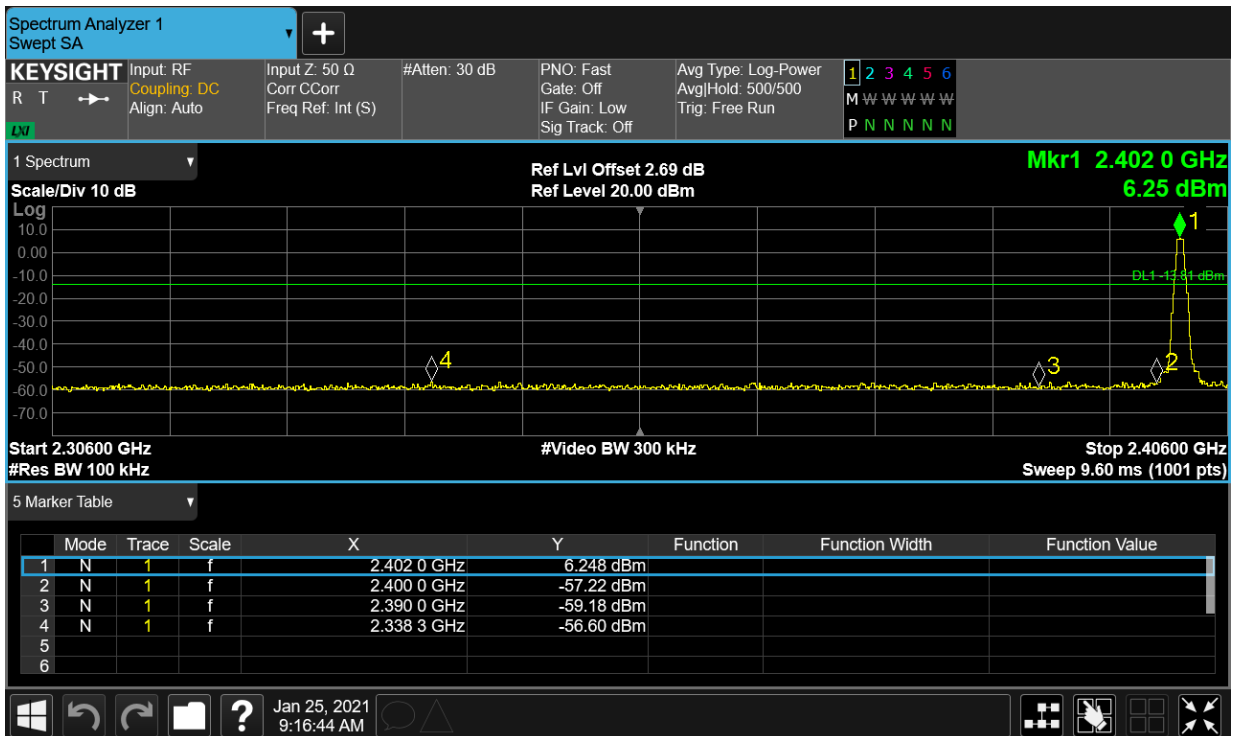 Spectrum Analyzer 1
Swept SA
+
KEYSIGHT Input: RF Input Z: 50 Ω #Atten: 30 dB PNO: Fast Avg Type: Log-Power 1 2 3 4 5 6
R T Coupling: DC Corr CCorr Gate: Off Avg|Hold: 500/500 M W W W W W
Align: Auto Freq Ref: Int (S) IF Gain: Low Trig: Free Run
LXI Sig Track: Off P N N N N N
1 Spectrum Ref Lvl Offset 2.69 dB Mkr1 2.402 0 GHz
Scale/Div 10 dB Ref Level 20.00 dBm 6.25 dBm
Log
1
10.0
0.00
-10.0 DL1 -13.81 dBm
-20.0
-30.0
-40.0
-50.0 4 3 2
-60.0
-70.0
Start 2.30600 GHz #Video BW 300 kHz Stop 2.40600 GHz
#Res BW 100 kHz Sweep 9.60 ms (1001 pts)
5 Marker Table
Mode Trace Scale X Y Function Function Width Function Value
1 N 1 f 2.402 0 GHz 6.248 dBm
2 N 1 f 2.400 0 GHz -57.22 dBm
3 N 1 f 2.390 0 GHz -59.18 dBm
4 N 1 f 2.338 3 GHz -56.60 dBm
5
6
? Jan 25, 2021
9:16:44 AM